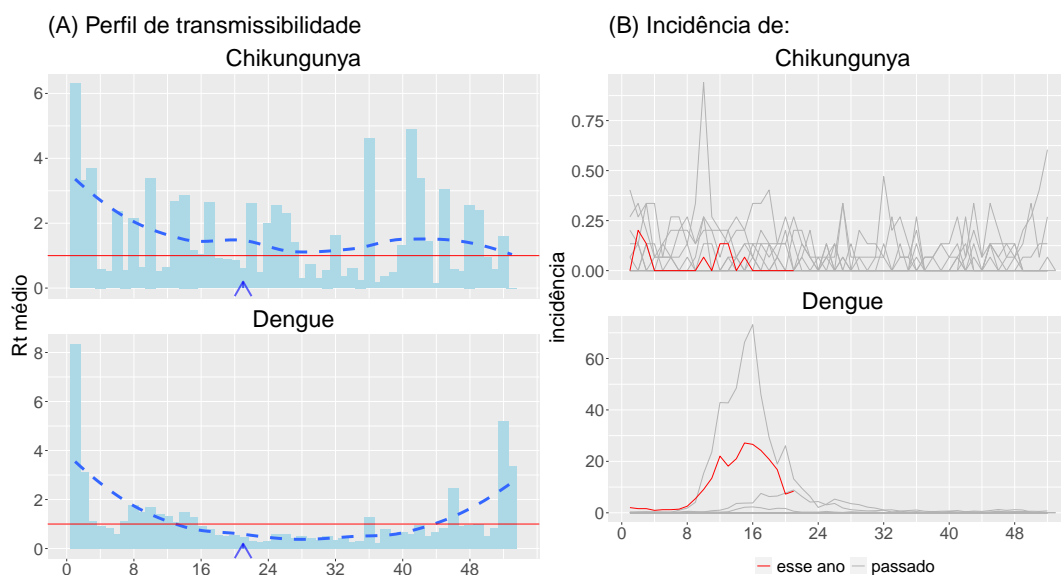 (A) Perfil de transmissibilidade
Chikungunya
6
4
2
0
Dengue
8
6
4
2
0
0 8 16 24 32 40 48
Rt médio
(B) Incidência de:
Chikungunya
0.75
0.50
0.25
0.00
Dengue
60
40
20
0
0 8 16 24 32 40 48
incidência
esse ano passado